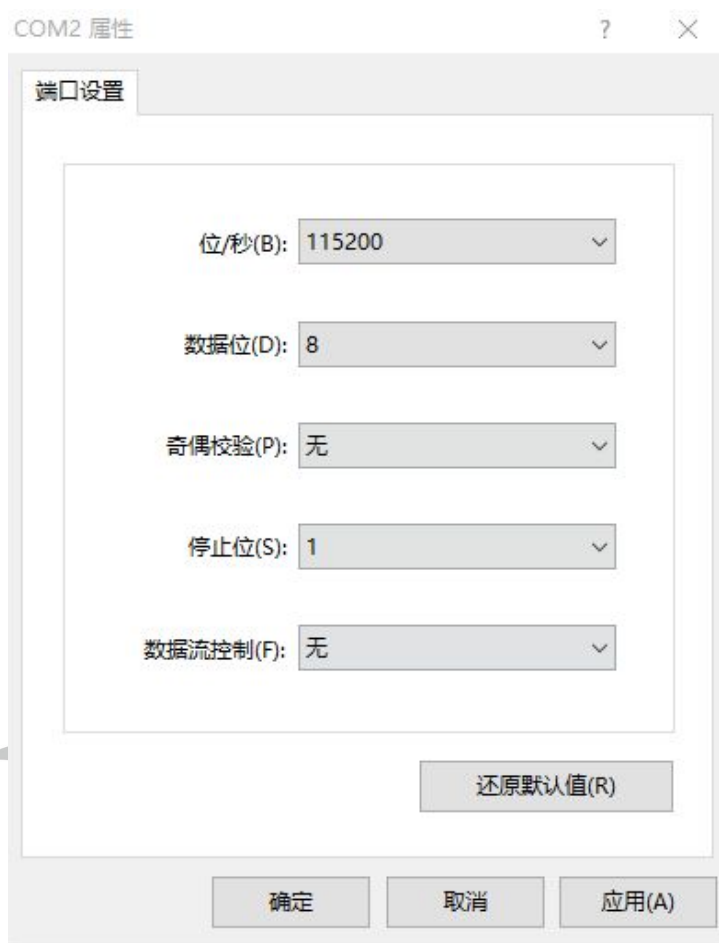 COM2 属性
端口设置
位/秒(B): 115200
数据位(D): 8
奇偶校验(P): 无
停止位(S): 1
数据流控制(F): 无
还原默认值(R)
确定 取消 应用(A)